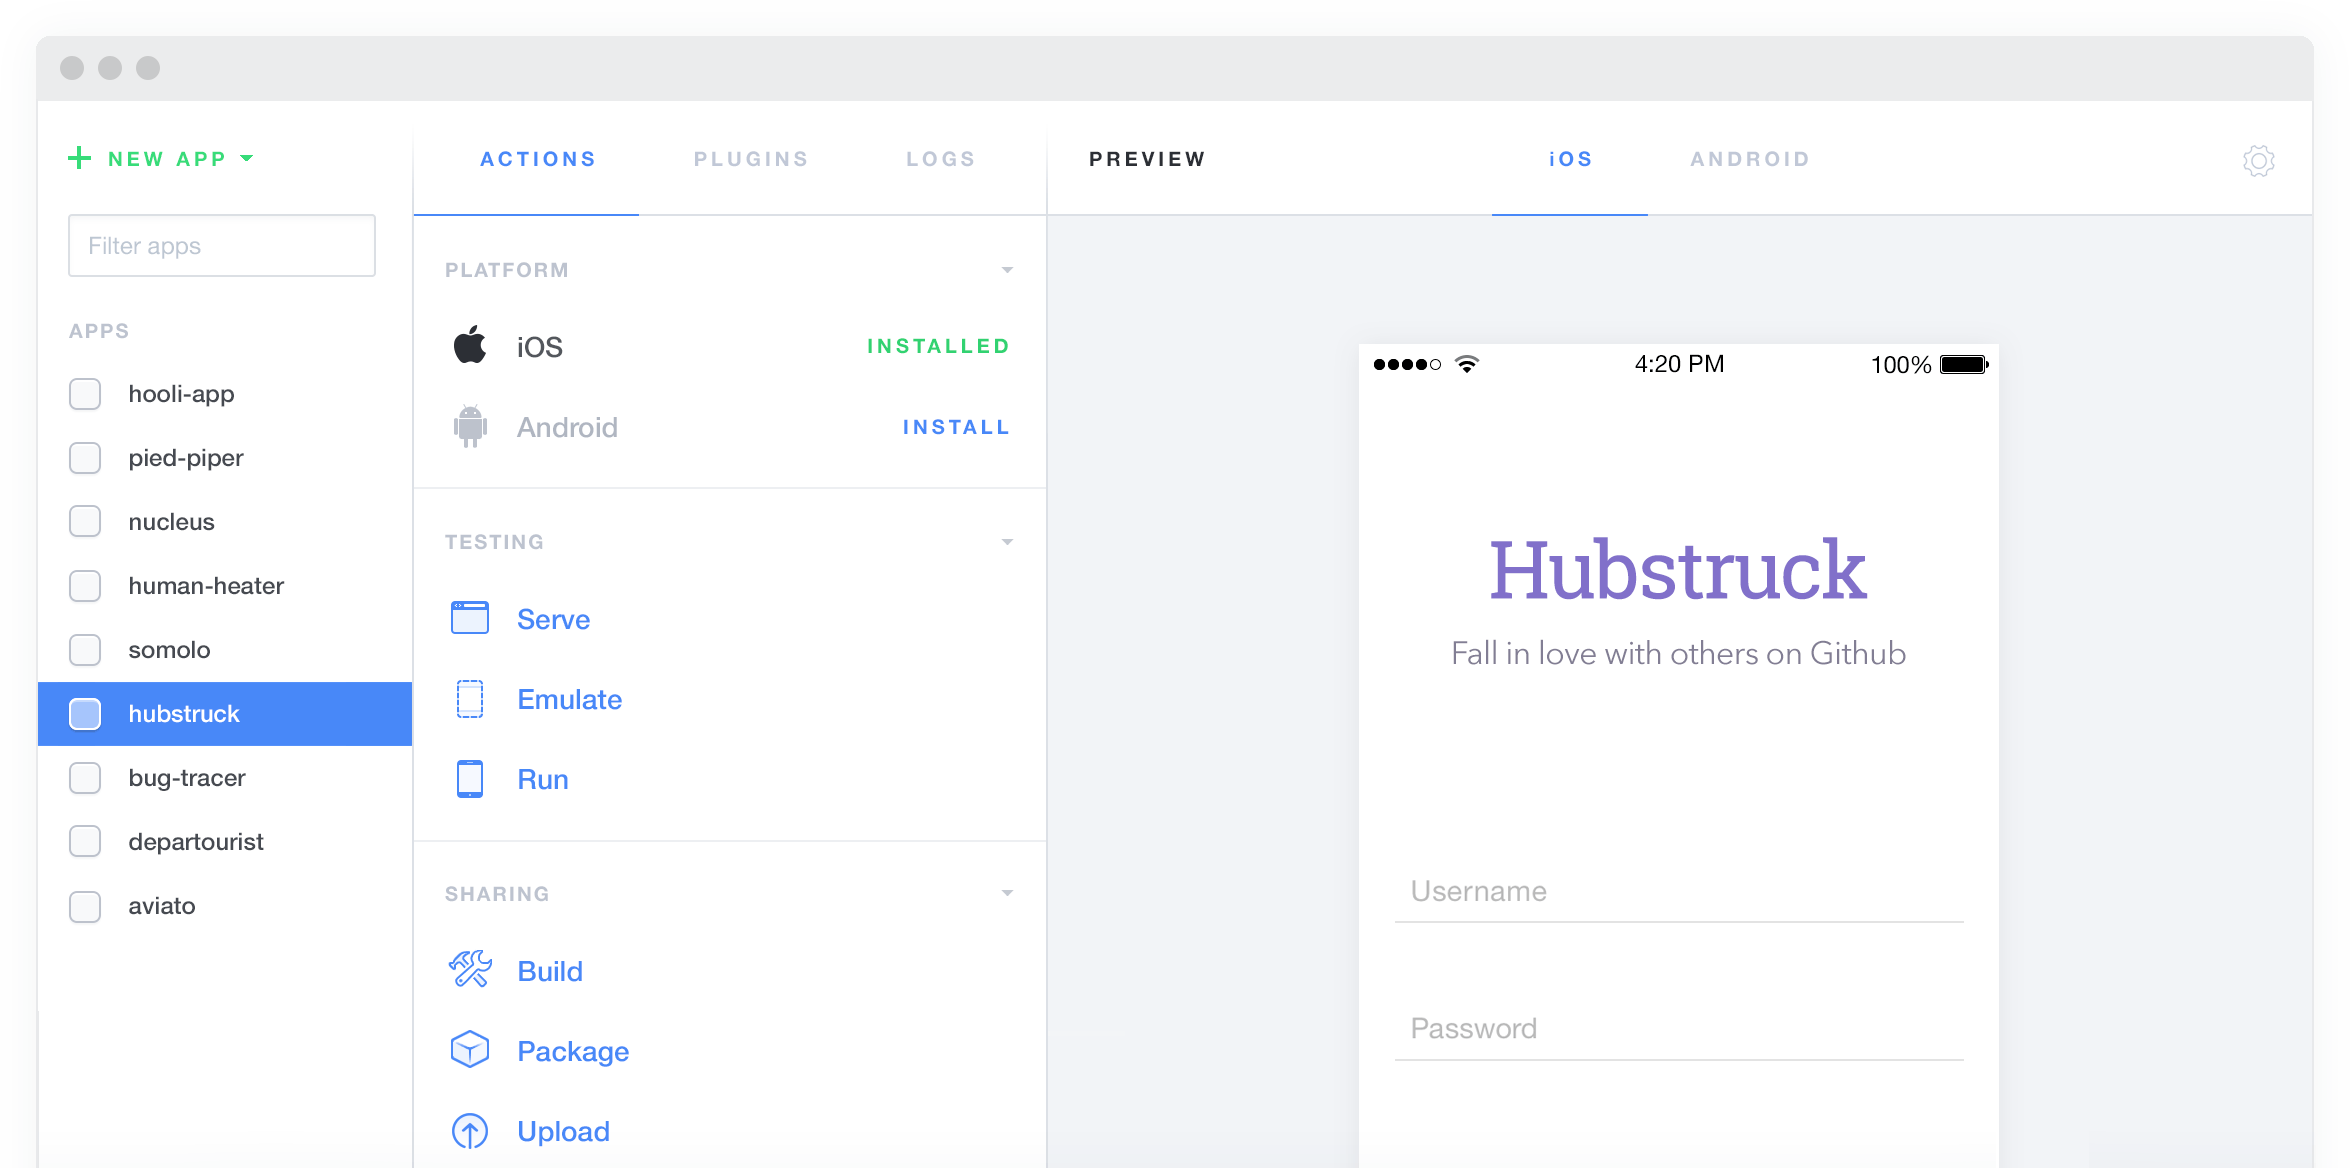 NEW APP
Filter apps
APPS
hooli-app
pied-piper
nucleus
human-heater
somolo
hubstruck
bug-tracer
departourist
aviato
ACTIONS PLUGINS LOGS
PLATFORM
iOS INSTALLED
Android INSTALL
TESTING
Serve
Emulate
Run
SHARING
Build
Package
Upload
PREVIEW iOS ANDROID
4:20 PM 100%
Hubstruck
Fall in love with others on Github
Username
Password